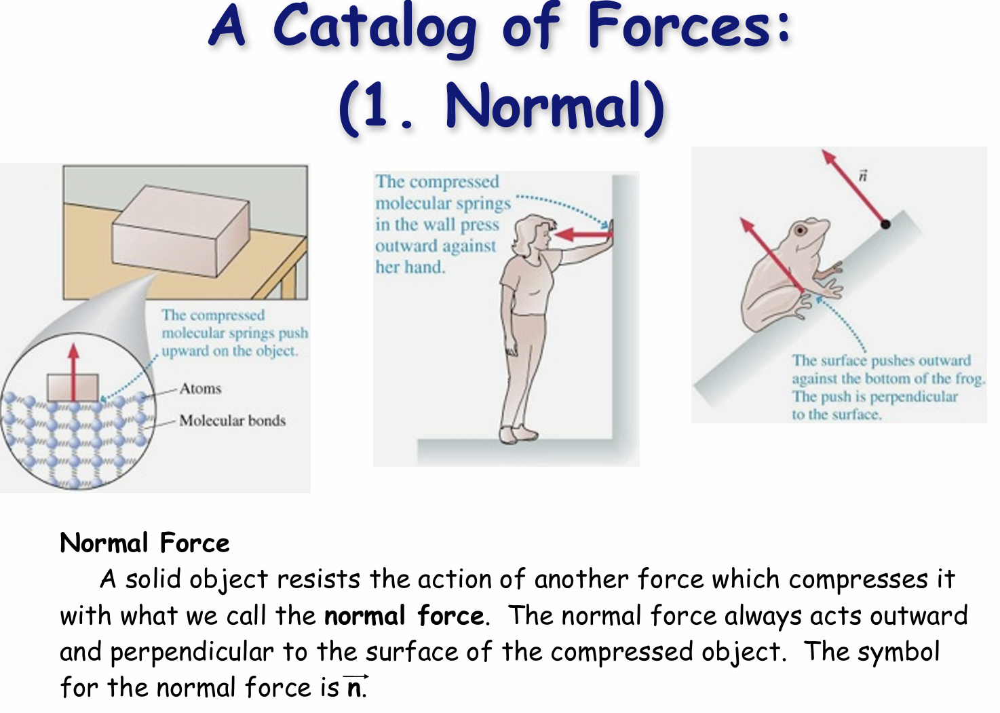 A Catalog of Forces:
(1. Normal)
The compressed
molecular springs push
upward on the object.
Atoms
Molecular bonds
The compressed
molecular springs
in the wall press
outward against
her hand.
n⃗
The surface pushes outward
against the bottom of the frog.
The push is perpendicular
to the surface.
Normal Force
A solid object resists the action of another force which compresses it
with what we call the normal force. The normal force always acts outward
and perpendicular to the surface of the compressed object. The symbol
for the normal force is n⃗.